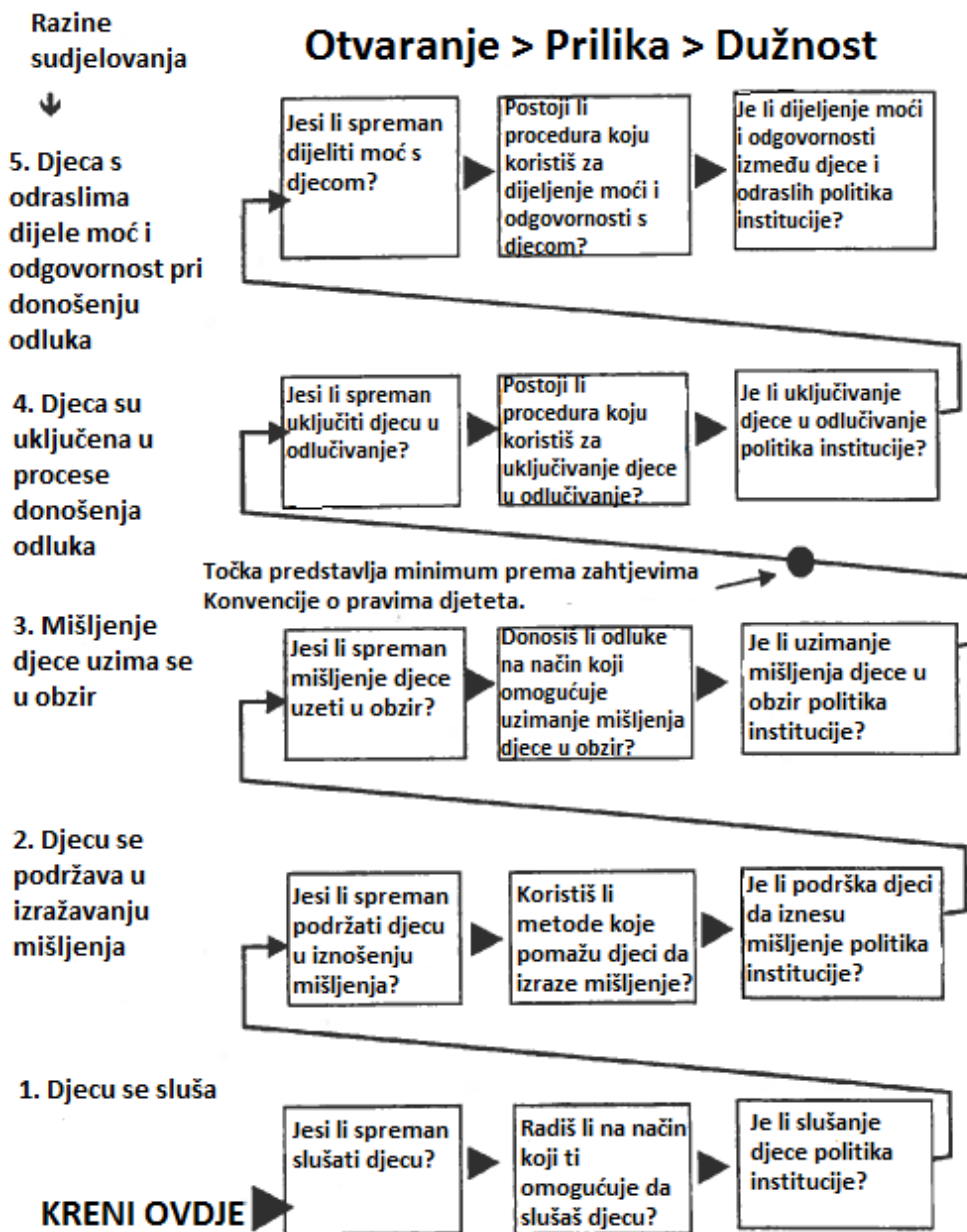 Razine
sudjelovanja
Otvaranje > Prilika > Dužnost
5. Djeca s
odraslima
dijele moć i
odgovornost pri
donošenju
odluka
Jesi li spreman
dijeliti moć s
djecom?
Postoji li
procedura koju
koristiš za
dijeljenje moći i
odgovornosti s
djecom?
Je li dijeljenje moći
i odgovornosti
između djece i
odraslih politika
institucije?
4. Djeca su
uključena u
procese
donošenja
odluka
Jesi li spreman
uključiti djecu u
odlučivanje?
Postoji li
procedura koju
koristiš za
uključivanje djece
u odlučivanje?
Je li uključivanje
djece u odlučivanje
politika institucije?
Točka predstavlja minimum prema zahtjevima
Konvencije o pravima djeteta.
3. Mišljenje
djece uzima se
u obzir
Jesi li spreman
mišljenje djece
uzeti u obzir?
Donosiš li odluke
na način koji
omogućuje
uzimanje mišljenja
djece u obzir?
Je li uzimanje
mišljenja djece u
obzir politika
institucije?
2. Djecu se
podržava u
izražavanju
mišljenja
Jesi li spreman
podržati djecu
u iznošenju
mišljenja?
Koristiš li
metode koje
pomažu djeci da
izraze mišljenje?
Je li podrška djeci
da iznesu
mišljenje politika
institucije?
1. Djecu se sluša
Jesi li spreman
slušati djecu?
Radiš li na način
koji ti
omogućuje da
slušaš djecu?
Je li slušanje
djece politika
institucije?
KRENI OVDJE